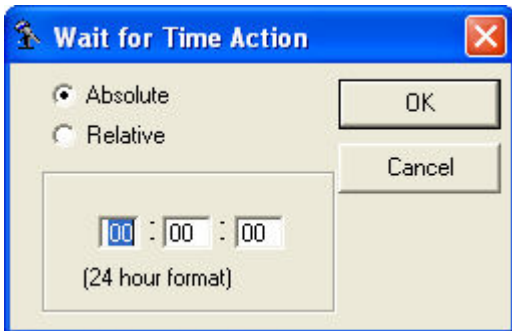 Wait for Time Action
Absolute
OK
Relative
Cancel
00 : 00 : 00
(24 hour format)